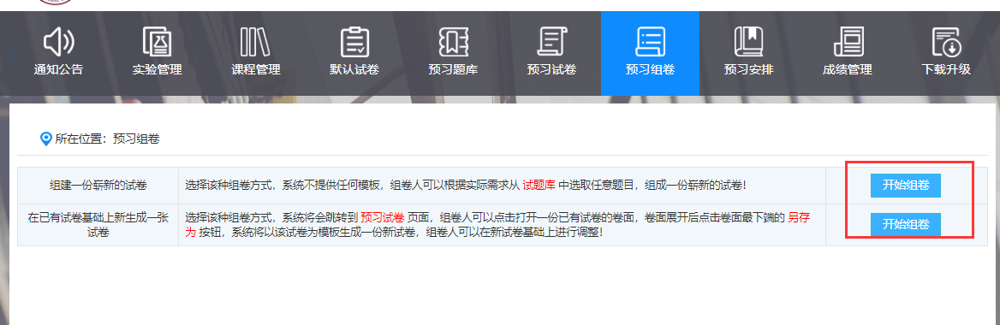 通知公告
实验管理
课程管理
默认试卷
预习题库
预习试卷
预习组卷
预习安排
成绩管理
下载升级
所在位置：预习组卷
组建一份崭新的试卷
选择该种组卷方式，系统不提供任何模板，组卷人可以根据实际需求从 试题库 中选取任意题目，组成一份崭新的试卷！
开始组卷
在已有试卷基础上新生成一张
试卷
选择该种组卷方式，系统将会跳转到 预习试卷 页面，组卷人可以点击打开一份已有试卷的卷面，卷面展开后点击卷面最下端的 另存
为 按钮，系统将以该试卷为模板生成一份新试卷，组卷人可以在新试卷基础上进行调整！
开始组卷